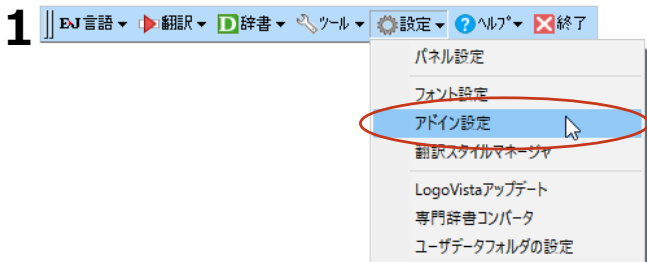 1 EJ 言語 翻訳 D 辞書 ツール 設定 ? ヘルプ 終了
パネル設定
フォント設定
アドイン設定
翻訳スタイルマネージャ
LogoVistaアップデート
専門辞書コンバータ
ユーザデータフォルダの設定